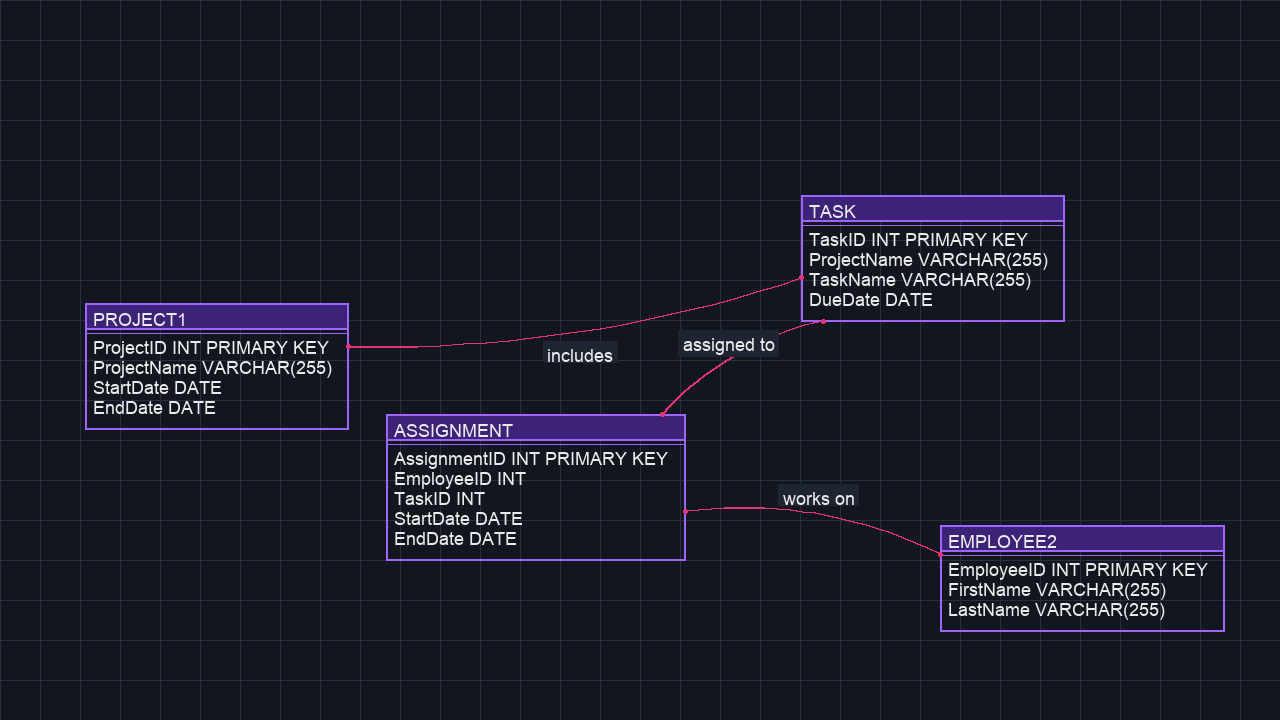 TASK
TaskID INT PRIMARY KEY
ProjectName VARCHAR(255)
TaskName VARCHAR(255)
DueDate DATE
PROJECT1
ProjectID INT PRIMARY KEY
ProjectName VARCHAR(255)
StartDate DATE
EndDate DATE
includes
assigned to
ASSIGNMENT
AssignmentID INT PRIMARY KEY
EmployeeID INT
TaskID INT
StartDate DATE
EndDate DATE
works on
EMPLOYEE2
EmployeeID INT PRIMARY KEY
FirstName VARCHAR(255)
LastName VARCHAR(255)